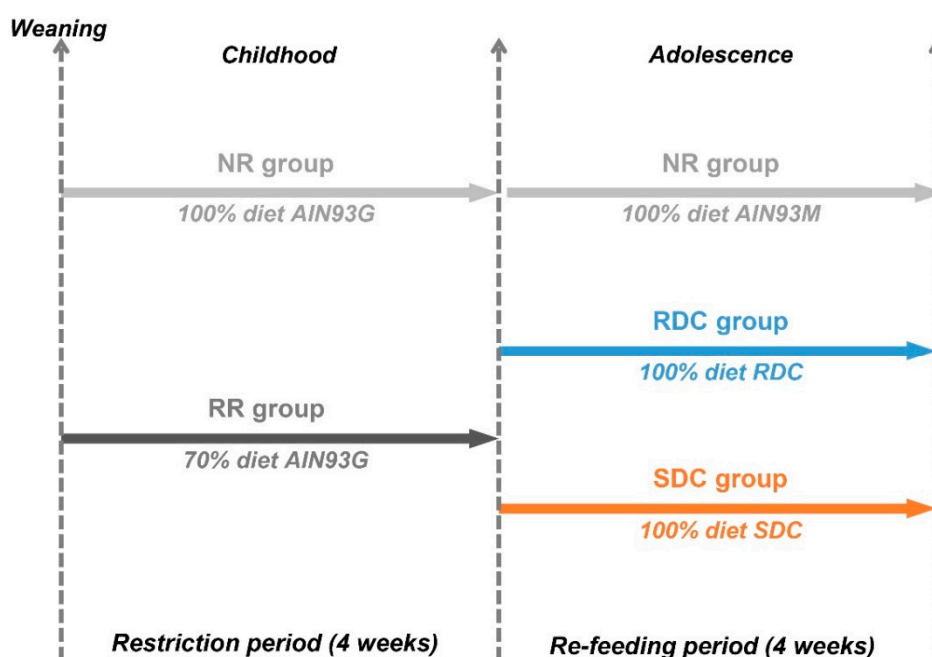 Weaning
Childhood
Adolescence
NR group
100% diet AIN93G
NR group
100% diet AIN93M
RDC group
100% diet RDC
RR group
70% diet AIN93G
SDC group
100% diet SDC
Restriction period (4 weeks)
Re-feeding period (4 weeks)